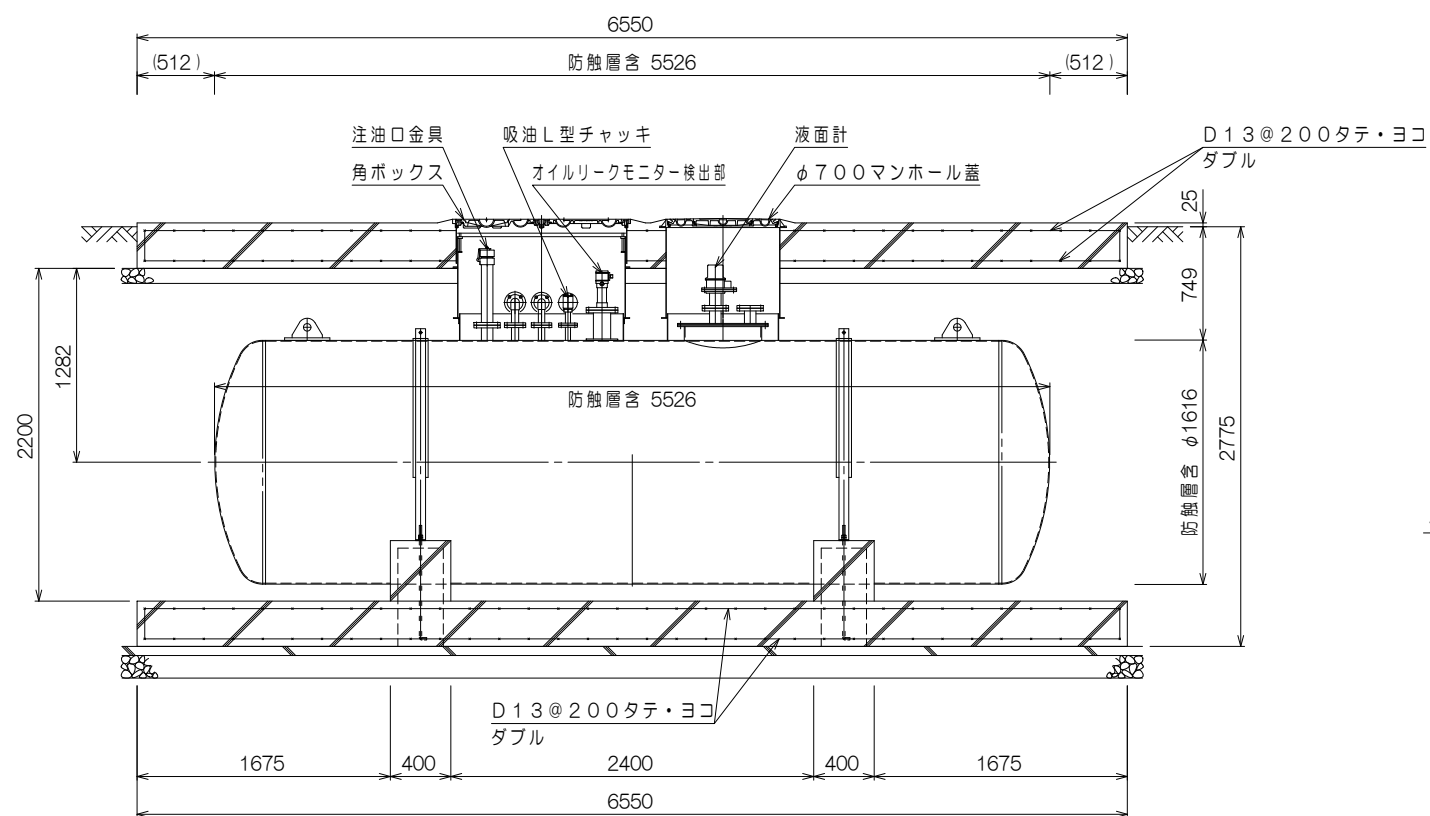 6550
(512)
防触層含 5526
(512)
注油口金具
吸油L型チャッキ
液面計
D13@200タテ・ヨコ
ダブル
角ボックス
オイルリークモニター検出部
φ700マンホール蓋
25
749
1282
2200
防触層含 5526
防触層含 φ1616
2775
D13@200タテ・ヨコ
ダブル
1675
400
2400
400
1675
6550